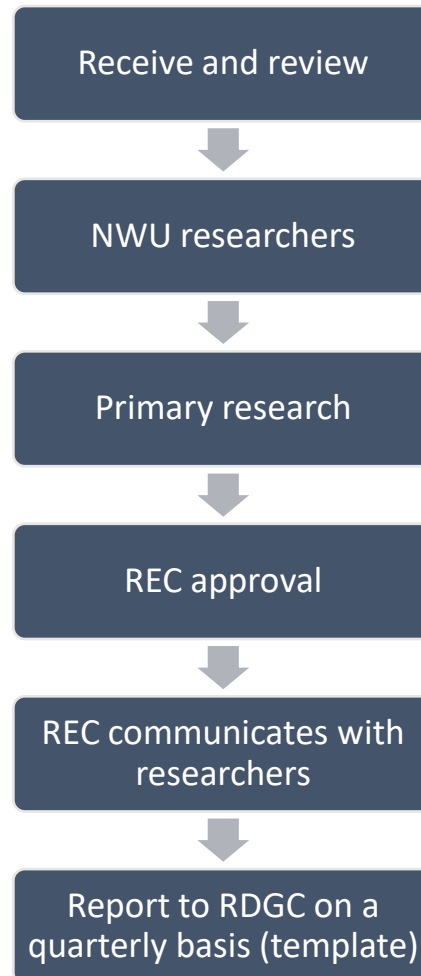 Receive and review
NWU researchers
Primary research
REC approval
REC communicates with
researchers
Report to RDGC on a
quarterly basis (template)